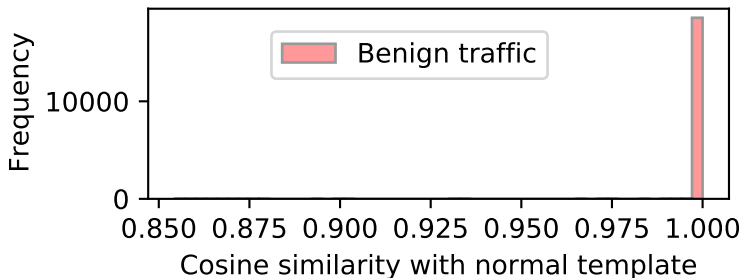 Frequency
10000
0
Benign traffic
0.850 0.875 0.900 0.925 0.950 0.975 1.000
Cosine similarity with normal template